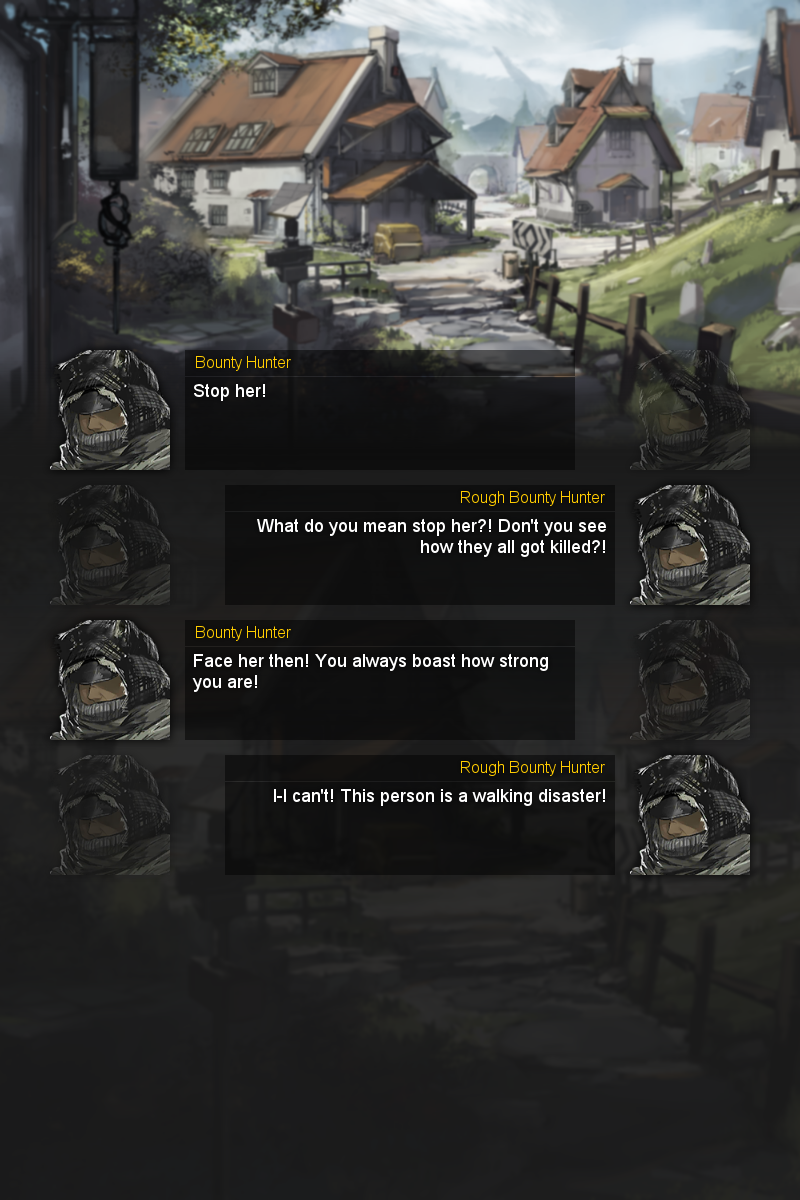 Bounty Hunter
Stop her!
Rough Bounty Hunter
What do you mean stop her?! Don't you see
how they all got killed?!
Bounty Hunter
Face her then! You always boast how strong
you are!
Rough Bounty Hunter
I-I can't! This person is a walking disaster!